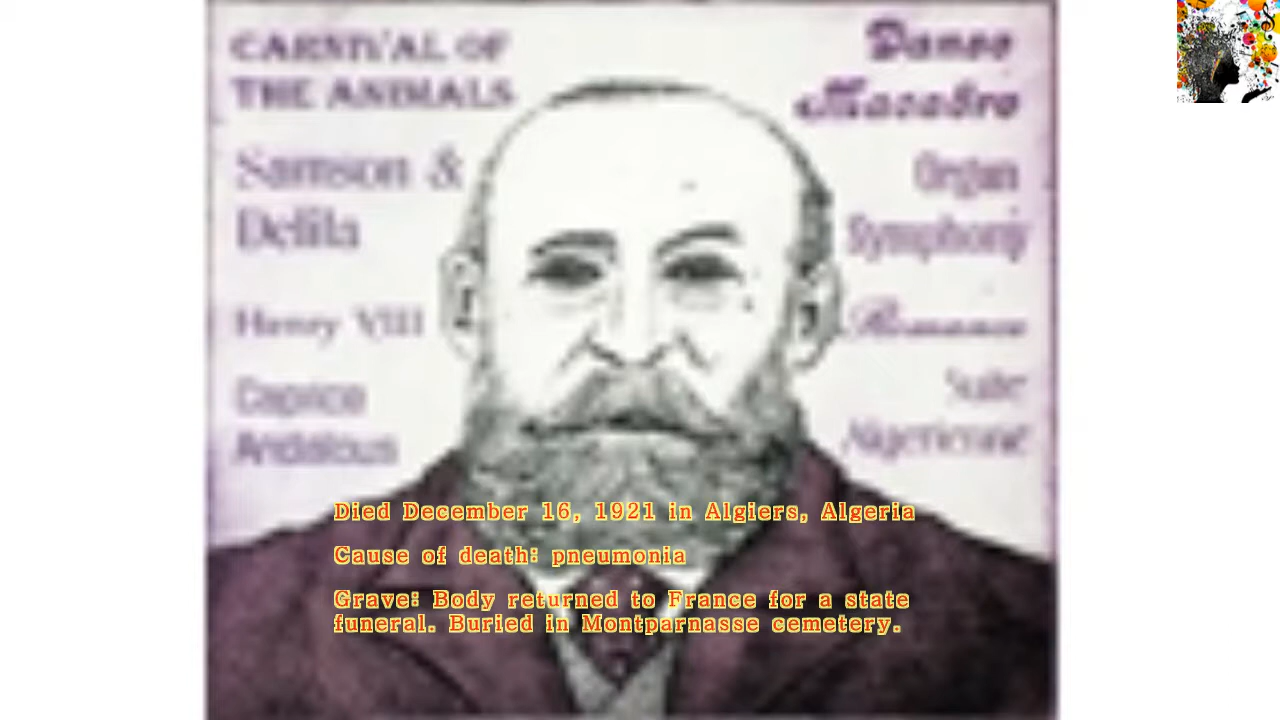 CARNIVAL OF
THE ANIMALS
Samson &
Delila
Henry VIII
Caprice
Andalous
Danse
Macabre
Organ
Symphony
Romance
Suite
Algerienne
Died December 16, 1921 in Algiers, Algeria
Cause of death: pneumonia
Grave: Body returned to France for a state
funeral. Buried in Montparnasse cemetery.